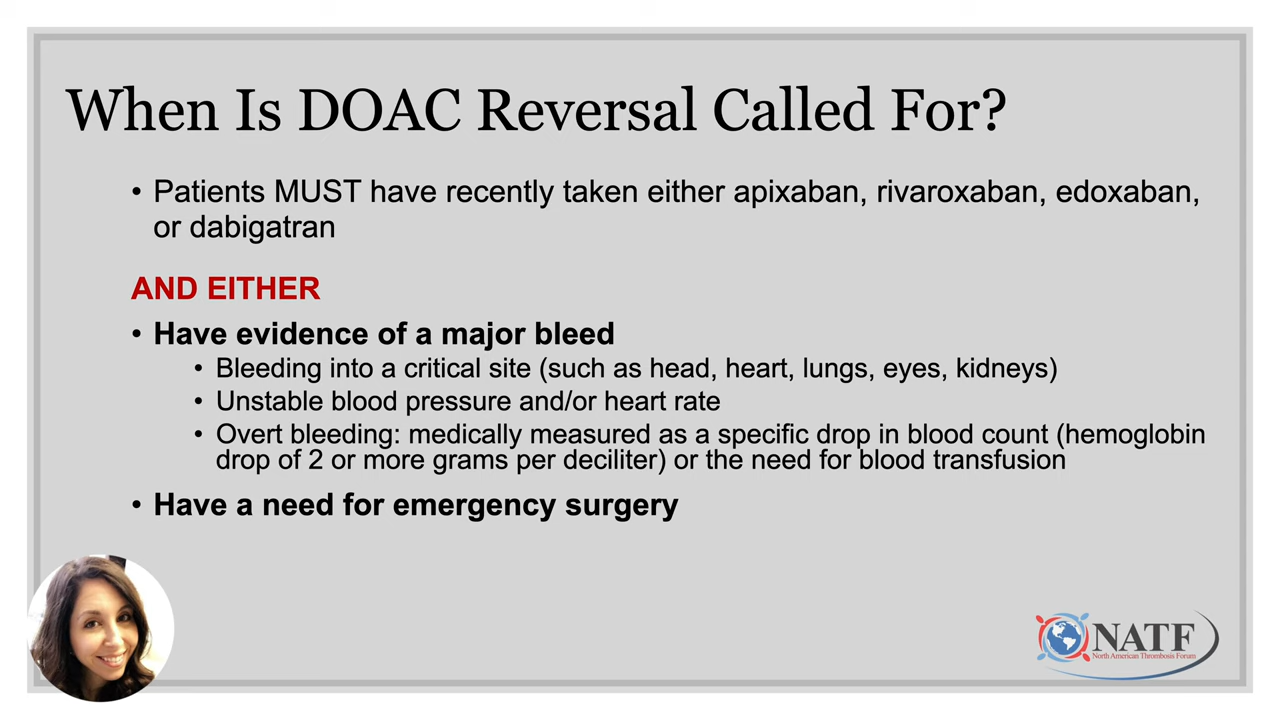 When Is DOAC Reversal Called For?
• Patients MUST have recently taken either apixaban, rivaroxaban, edoxaban,
or dabigatran
AND EITHER
• Have evidence of a major bleed
• Bleeding into a critical site (such as head, heart, lungs, eyes, kidneys)
• Unstable blood pressure and/or heart rate
• Overt bleeding: medically measured as a specific drop in blood count (hemoglobin
drop of 2 or more grams per deciliter) or the need for blood transfusion
• Have a need for emergency surgery
NATF
North American Thrombosis Forum